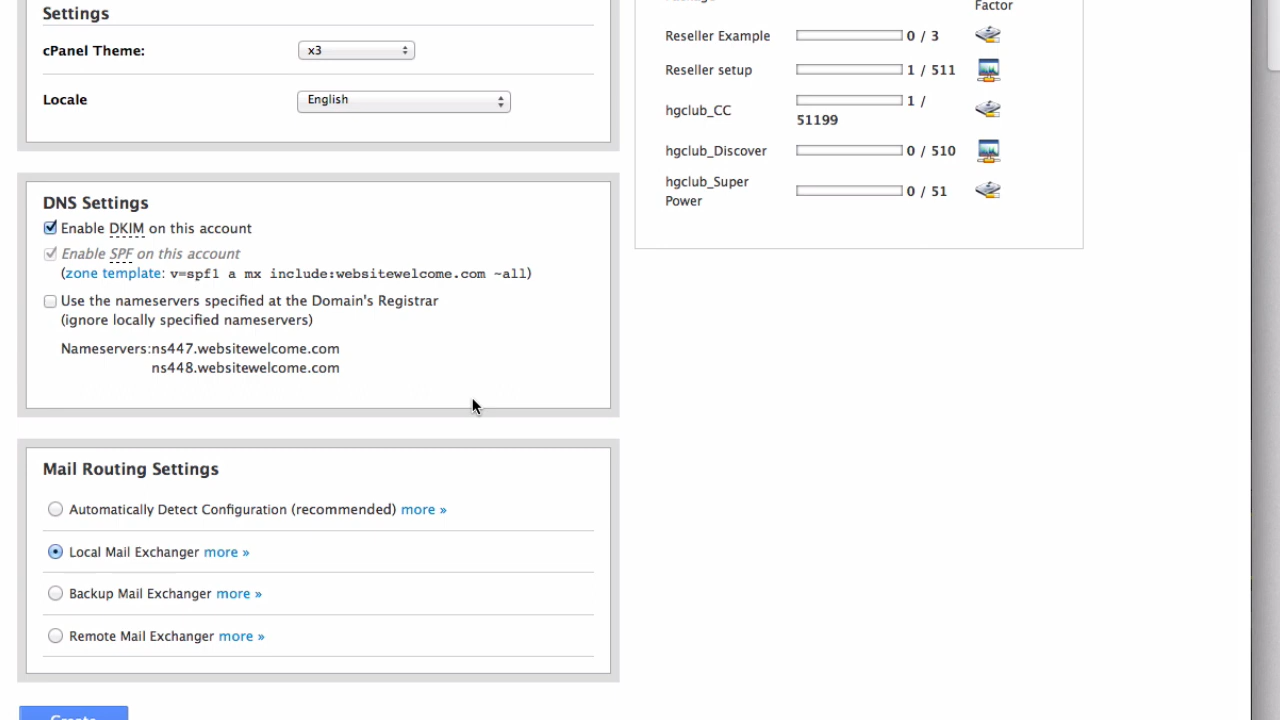 Settings
cPanel Theme: x3
Locale English
DNS Settings
Enable DKIM on this account
Enable SPF on this account
(zone template: v=spf1 a mx include:websitewelcome.com ~all)
Use the nameservers specified at the Domain's Registrar
(ignore locally specified nameservers)
Nameservers:ns447.websitewelcome.com
ns448.websitewelcome.com
Mail Routing Settings
Automatically Detect Configuration (recommended) more »
Local Mail Exchanger more »
Backup Mail Exchanger more »
Remote Mail Exchanger more »
Create
Factor
Reseller Example 0 / 3
Reseller setup 1 / 511
hgclub_CC 1 /
51199
hgclub_Discover 0 / 510
hgclub_Super
Power 0 / 51